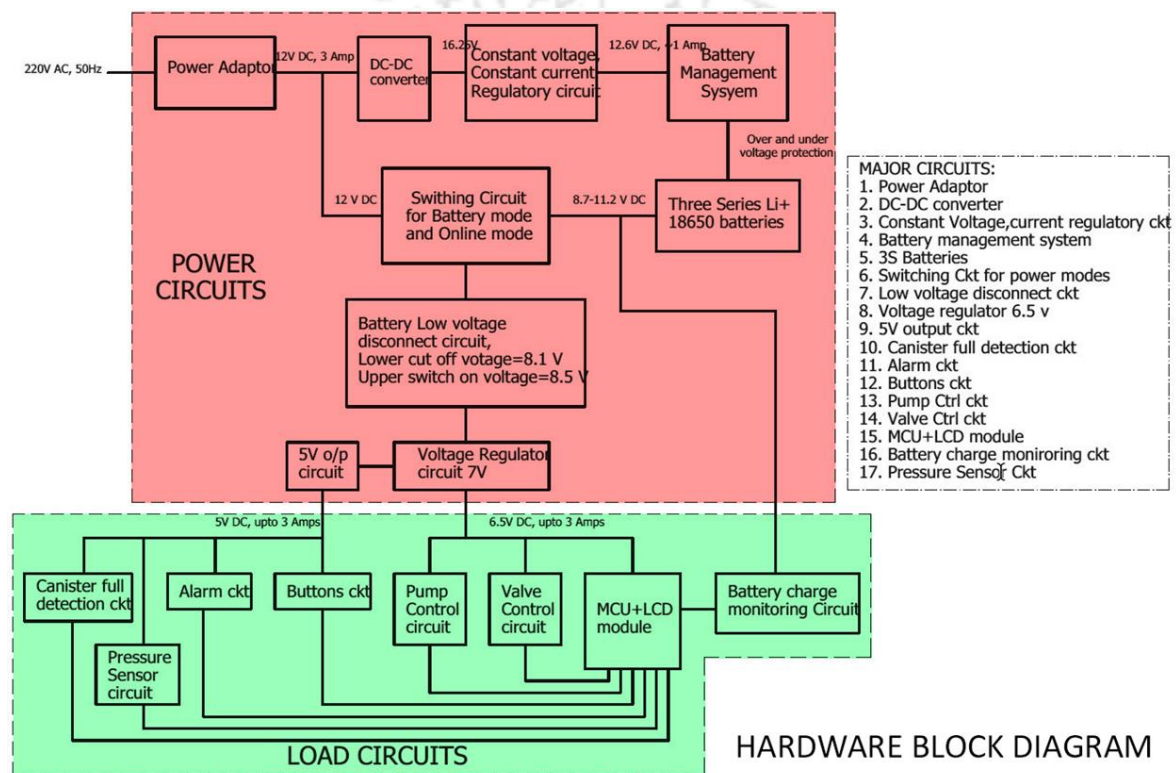 220V AC, 50Hz
Power Adaptor
12V DC, 3 Amp
DC-DC
converter
16.25V
Constant voltage,
Constant current
Regulatory circuit
12.6V DC, ~1 Amp
Battery
Management
Sysyem
Over and under
voltage protection
12 V DC
Swithing Circuit
for Battery mode
and Online mode
8.7-11.2 V DC
Three Series Li+
18650 batteries
POWER
CIRCUITS
Battery Low voltage
disconnect circuit,
Lower cut off votage=8.1 V
Upper switch on voltage=8.5 V
5V o/p
circuit
Voltage Regulator
circuit 7V
MAJOR CIRCUITS:
1. Power Adaptor
2. DC-DC converter
3. Constant Voltage,current regulatory ckt
4. Battery management system
5. 3S Batteries
6. Switching Ckt for power modes
7. Low voltage disconnect ckt
8. Voltage regulator 6.5 v
9. 5V output ckt
10. Canister full detection ckt
11. Alarm ckt
12. Buttons ckt
13. Pump Ctrl ckt
14. Valve Ctrl ckt
15. MCU+LCD module
16. Battery charge moniroring ckt
17. Pressure Sensor Ckt
5V DC, upto 3 Amps
6.5V DC, upto 3 Amps
Canister full
detection ckt
Alarm ckt
Buttons ckt
Pump
Control
circuit
Valve
Control
circuit
MCU+LCD
module
Battery charge
monitoring Circuit
Pressure
Sensor
circuit
LOAD CIRCUITS
HARDWARE BLOCK DIAGRAM